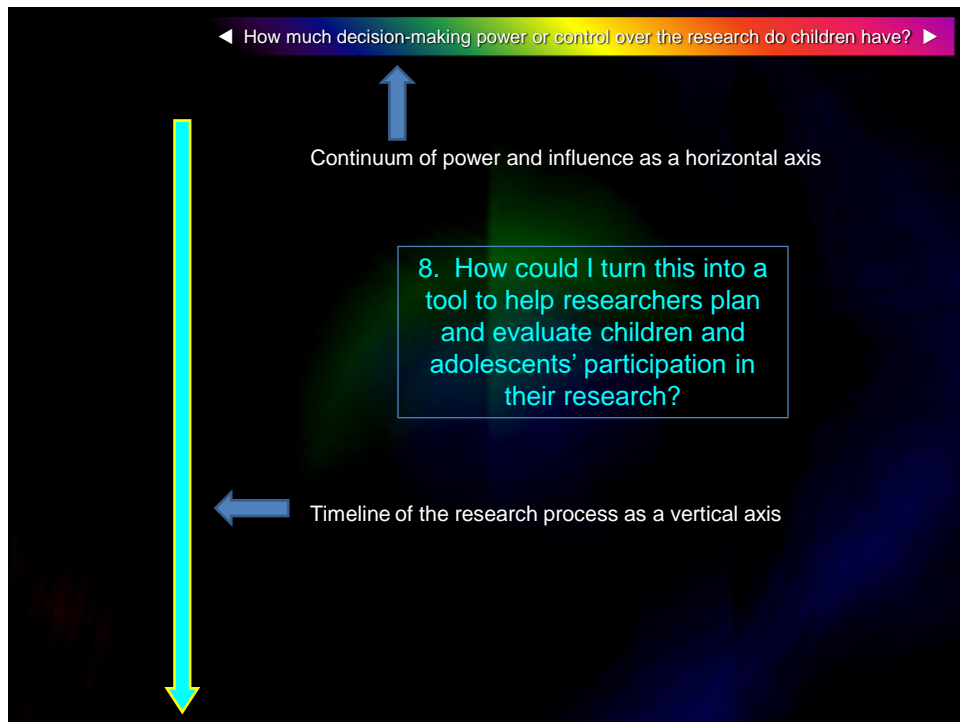 ◄ How much decision-making power or control over the research do children have? ►
Continuum of power and influence as a horizontal axis
8. How could I turn this into a
tool to help researchers plan
and evaluate children and
adolescents’ participation in
their research?
Timeline of the research process as a vertical axis